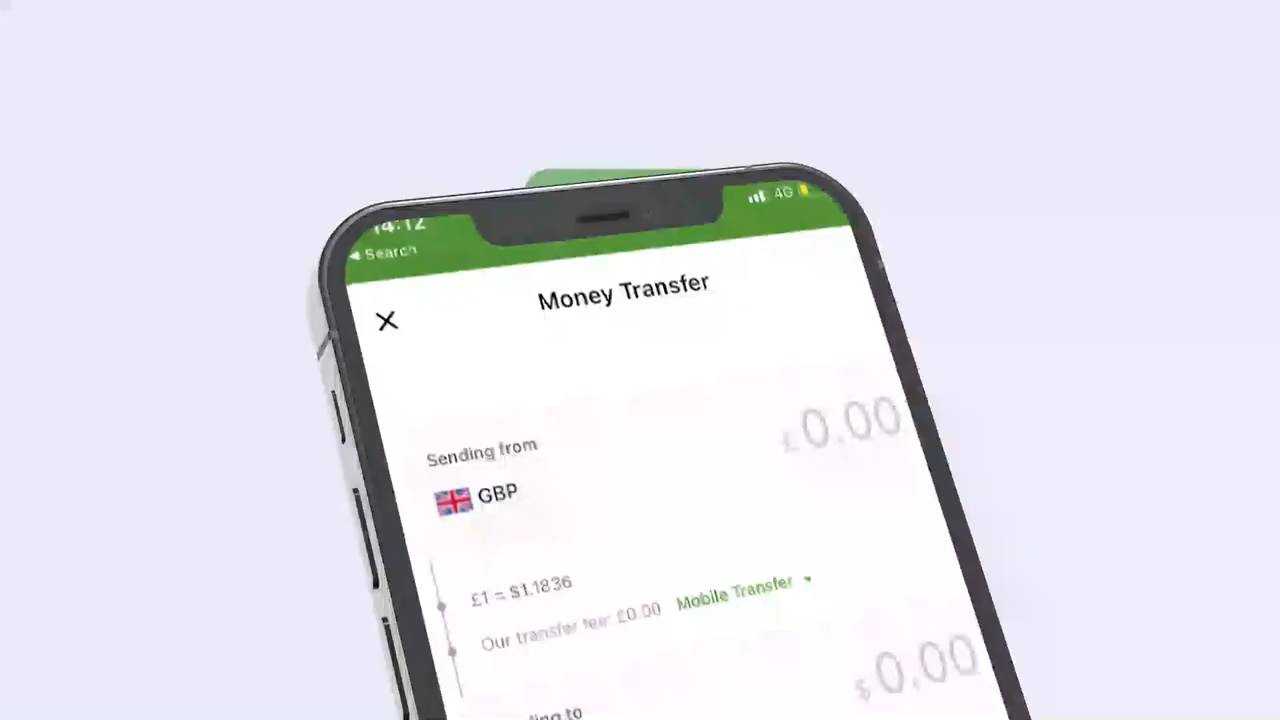 14:12
4G
Search
Money Transfer
Sending from
£0.00
GBP
£1 = $1.1836
Our transfer fee: £0.00 Mobile Transfer
$0.00
to